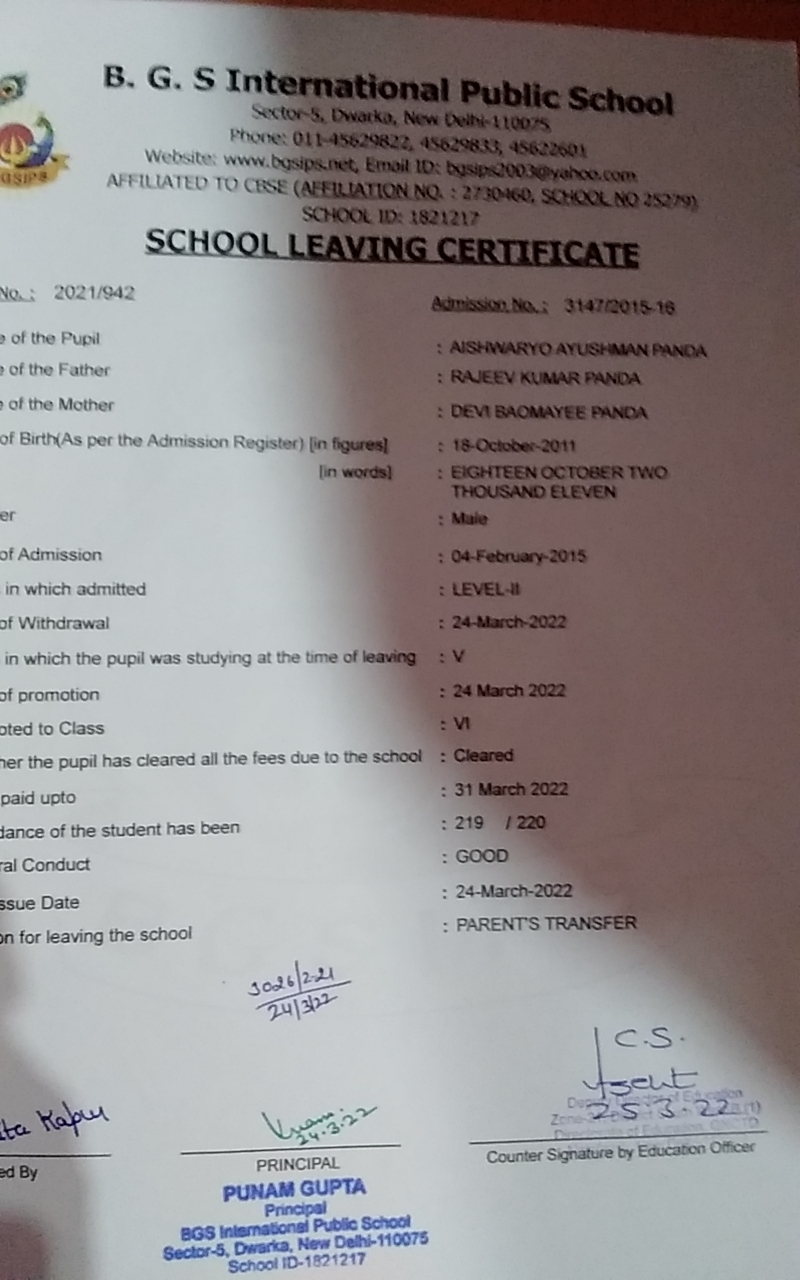 B. G. S International Public School
Sector-5, Dwarka, New Delhi-110075
Phone: 011-45629822, 45629833, 45622601
Website: www.bgsips.net, Email ID: bgsips2003@yahoo.com
GSIPS
AFFILIATED TO CBSE (AFFILIATION NO. : 2730460, SCHOOL NO 25279)
SCHOOL ID: 1821217
SCHOOL LEAVING CERTIFICATE
No. : 2021/942 Admission No. : 3147/2015-16
e of the Pupil : AISHWARYO AYUSHMAN PANDA
e of the Father : RAJEEV KUMAR PANDA
e of the Mother : DEVI BAOMAYEE PANDA
of Birth(As per the Admission Register) [in figures] : 18-October-2011
[in words] : EIGHTEEN OCTOBER TWO
THOUSAND ELEVEN
er : Male
of Admission : 04-February-2015
in which admitted : LEVEL-II
of Withdrawal : 24-March-2022
in which the pupil was studying at the time of leaving : V
of promotion : 24 March 2022
oted to Class : VI
her the pupil has cleared all the fees due to the school : Cleared
paid upto : 31 March 2022
dance of the student has been : 219 / 220
ral Conduct : GOOD
ssue Date : 24-March-2022
on for leaving the school : PARENT'S TRANSFER
24/3/22
C.S.
25.3.22
24.3.22
ed By
PRINCIPAL
Counter Signature by Education Officer
PUNAM GUPTA
Principal
BGS International Public School
Sector-5, Dwarka, New Delhi-110075
School ID-1821217